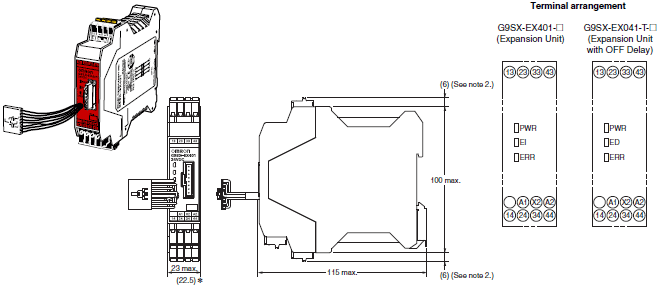 Terminal arrangement
G9SX-EX401-□
(Expansion Unit)
G9SX-EX041-T-□
(Expansion Unit
with OFF Delay)
13 23 33 43
PWR
EI
ERR
A1 X2 A2
14 24 34 44
13 23 33 43
PWR
ED
ERR
A1 X2 A2
14 24 34 44
(6) (See note 2.)
100 max.
(6) (See note 2.)
115 max.
23 max.
(22.5) *
OMRON
G9SX-EX401
24VDC